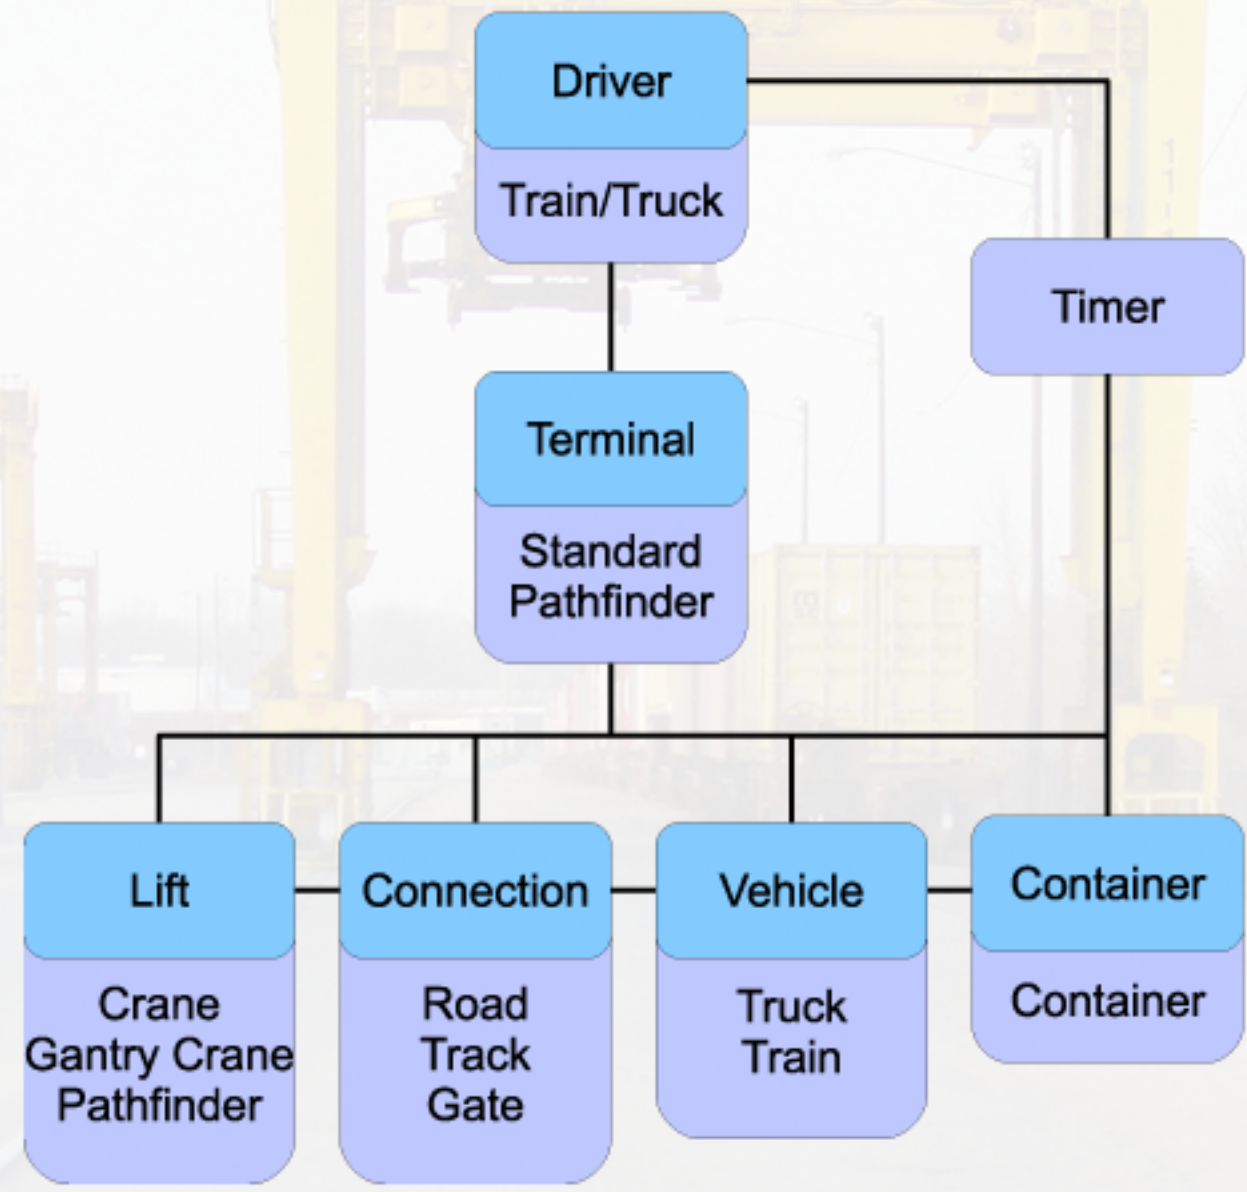 Driver
Train/Truck
Timer
Terminal
Standard
Pathfinder
Lift
Crane
Gantry Crane
Pathfinder
Connection
Road
Track
Gate
Vehicle
Truck
Train
Container
Container